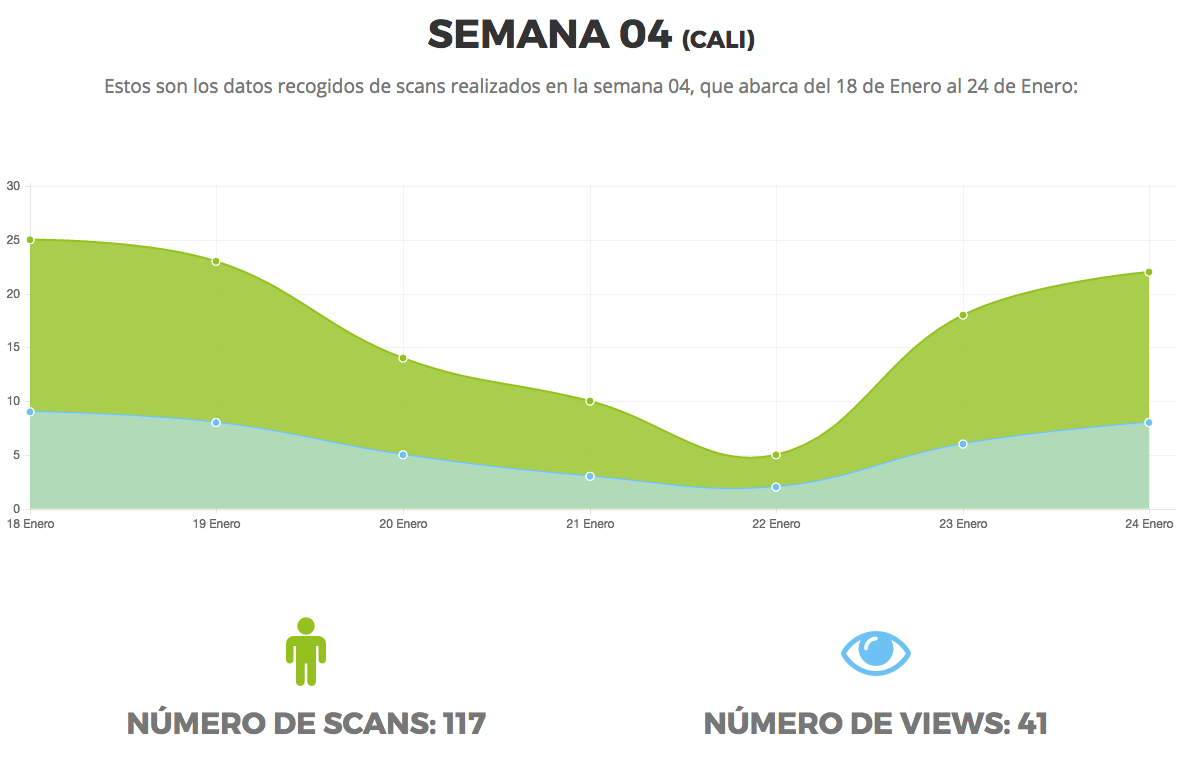 SEMANA 04 (CALI)
Estos son los datos recogidos de scans realizados en la semana 04, que abarca del 18 de Enero al 24 de Enero:
30
25
20
15
10
5
0
18 Enero 19 Enero 20 Enero 21 Enero 22 Enero 23 Enero 24 Enero
NÚMERO DE SCANS: 117 NÚMERO DE VIEWS: 41